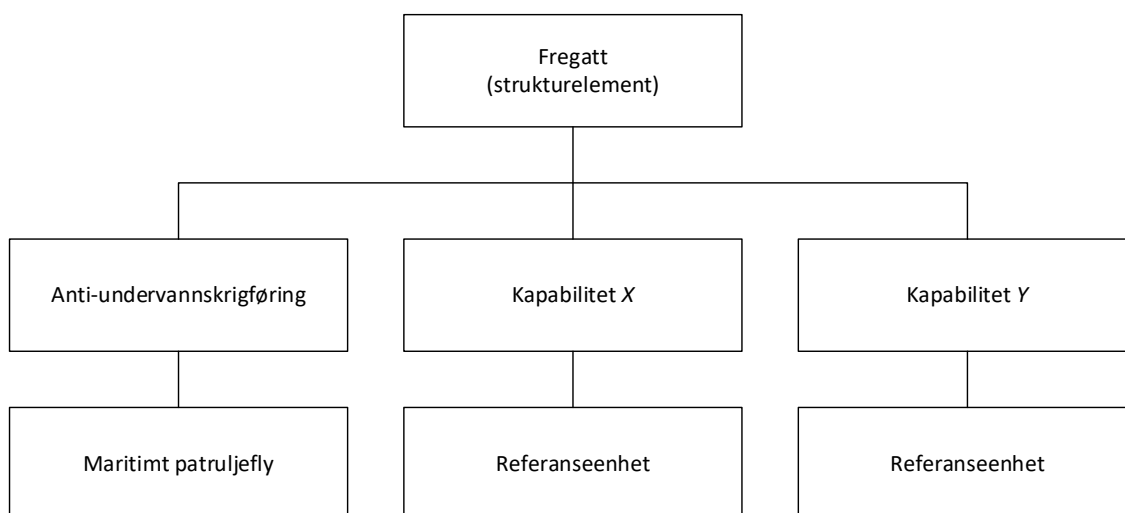 Fregatt
(strukturelement)
Anti-undervannskrigføring
Kapabilitet X
Kapabilitet Y
Maritimt patruljefly
Referanseenhet
Referanseenhet